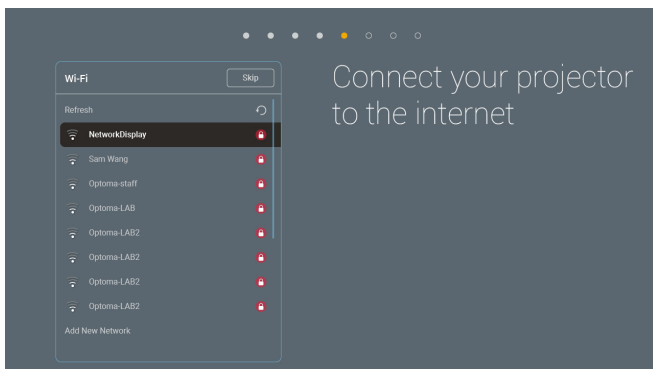 Wi-Fi
Skip
Refresh
NetworkDisplay
Sam Wang
Optoma-staff
Optoma-LAB
Optoma-LAB2
Optoma-LAB2
Optoma-LAB2
Optoma-LAB2
Add New Network
Connect your projector
to the internet